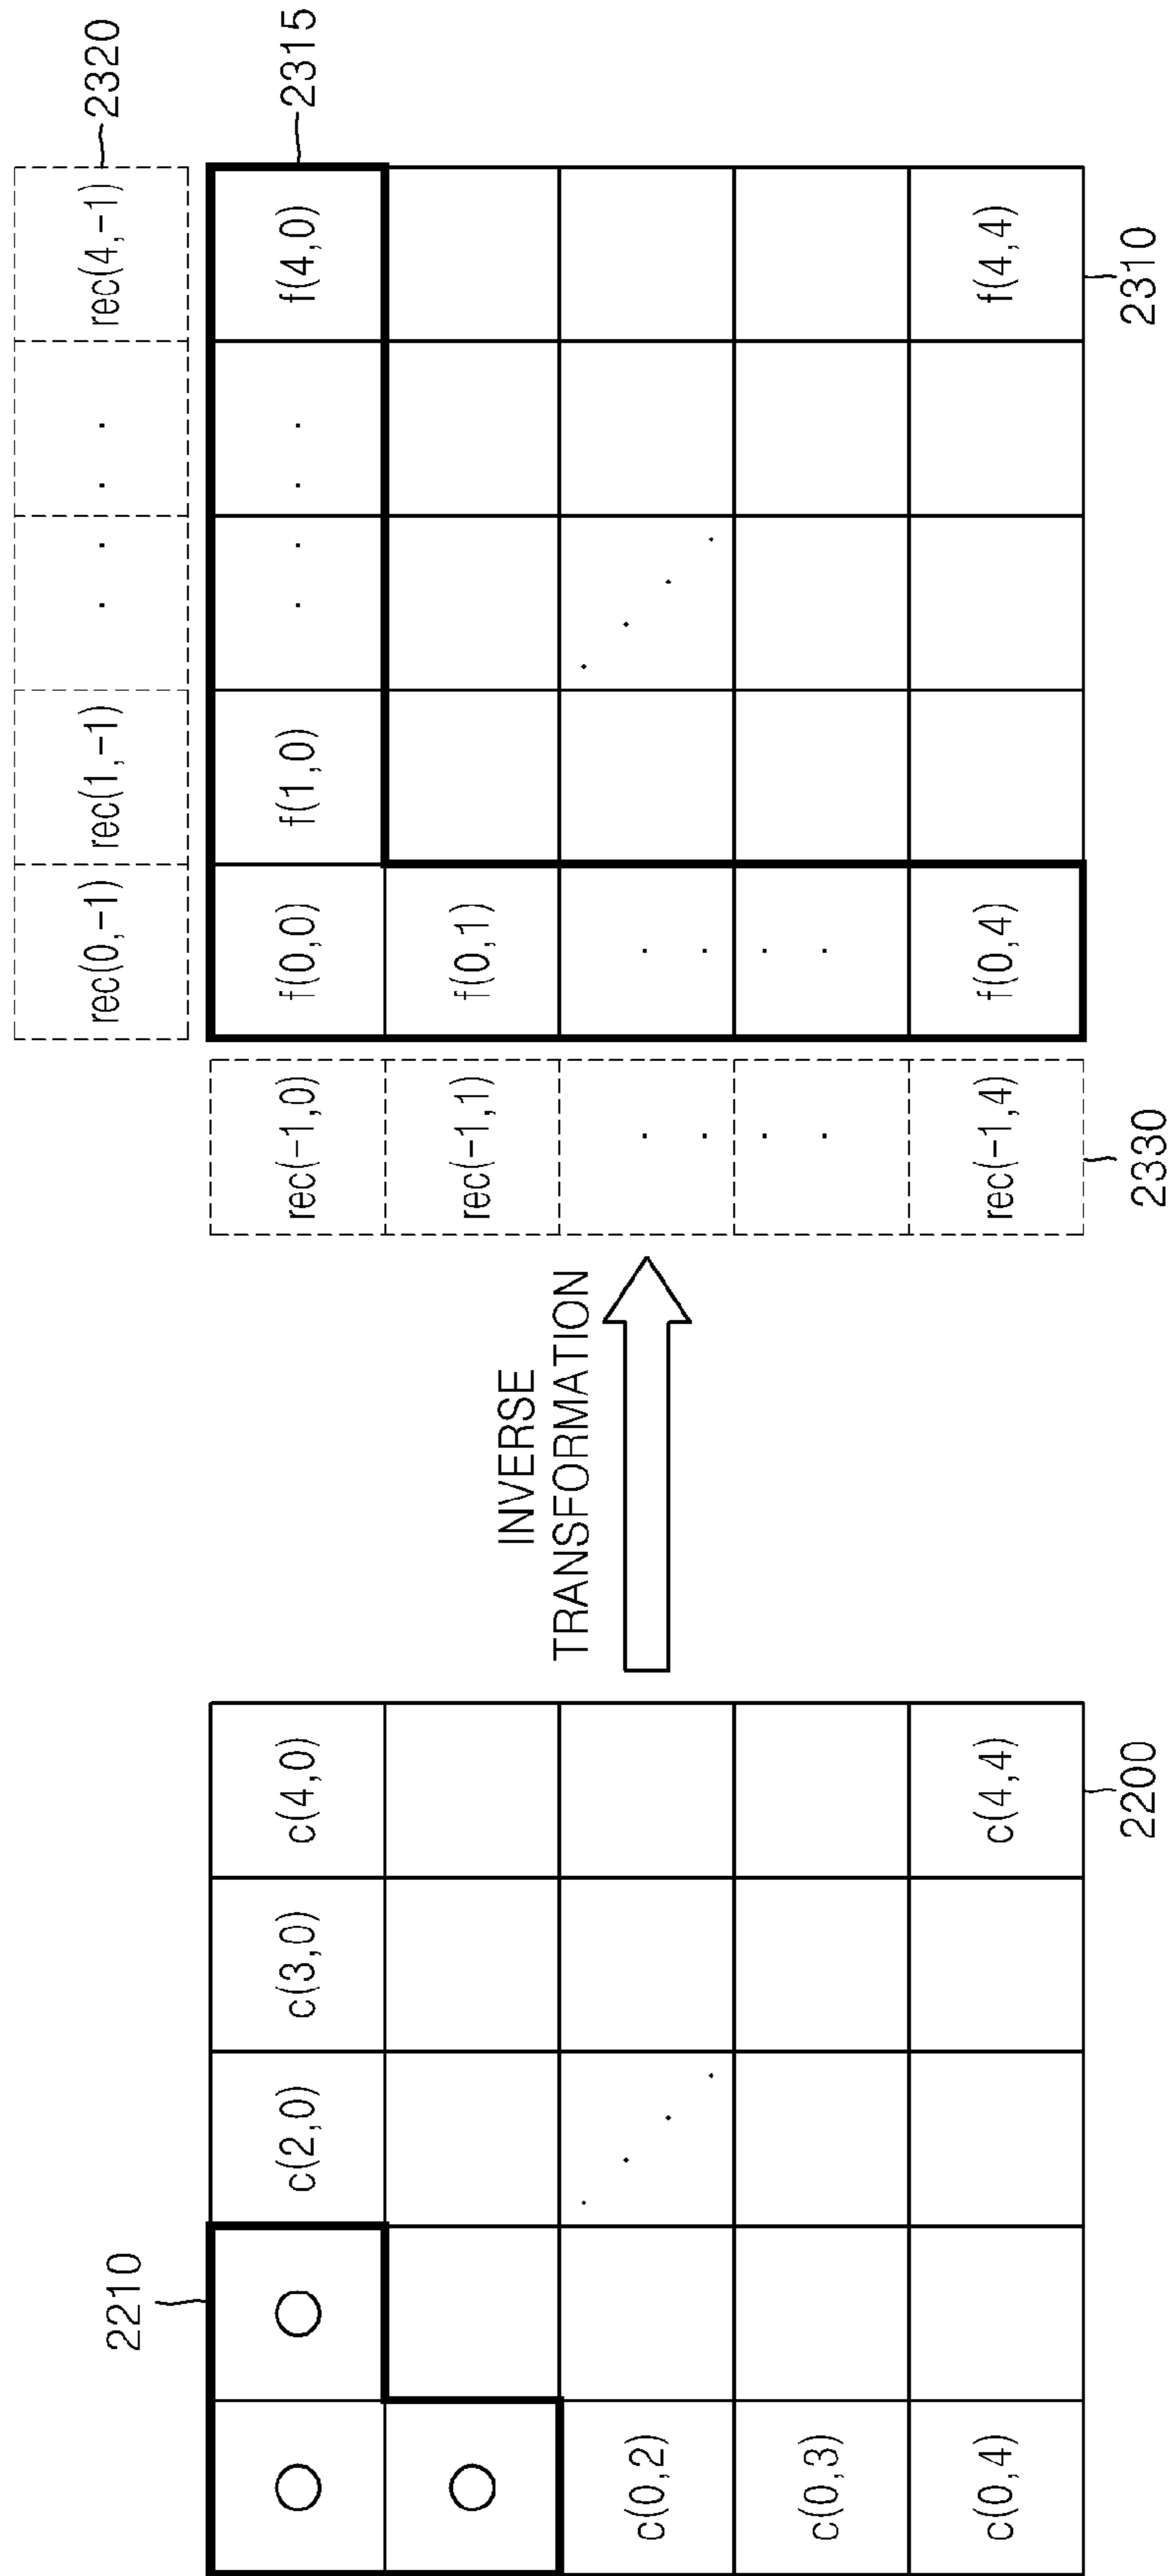 2210
O
O
c(2,0)
c(3,0)
c(4,0)
O
c(0,2)
c(0,3)
c(0,4)
c(4,4)
2200
INVERSE
TRANSFORMATION
rec(0,-1)
rec(1,-1)
. . . .
rec(4,-1)
2320
2315
rec(-1,0)
f(0,0)
f(1,0)
. . . .
f(4,0)
rec(-1,1)
f(0,1)
rec(-1,4)
f(0,4)
f(4,4)
2330
2310